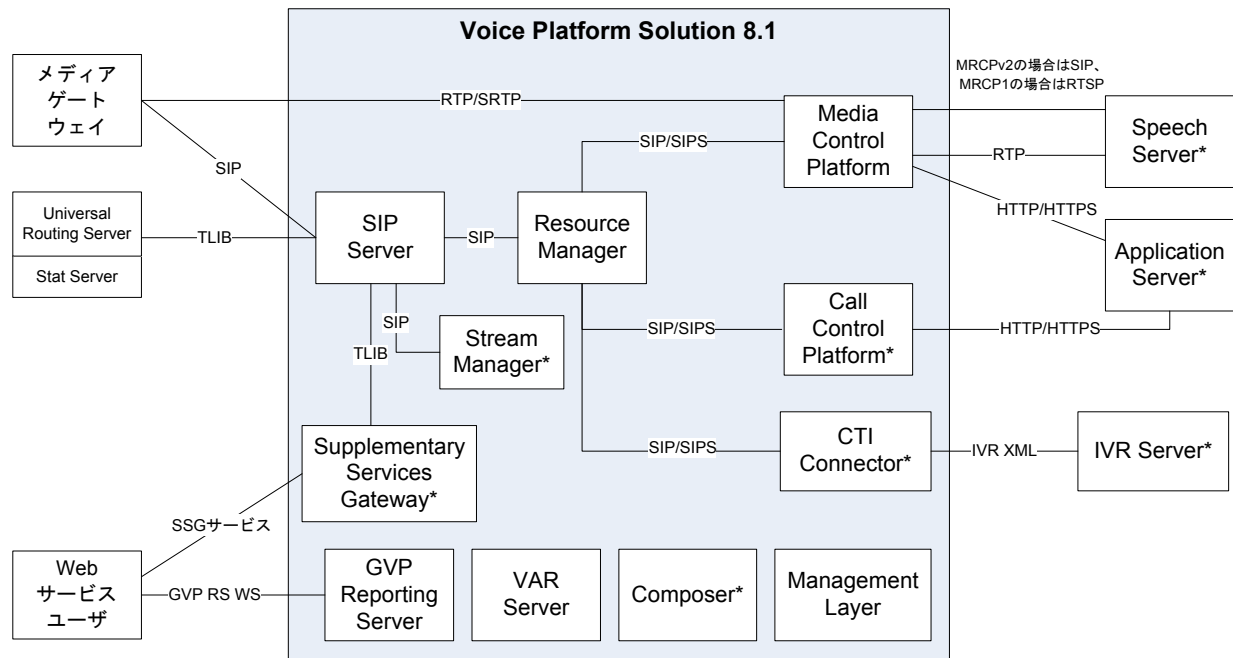 Voice Platform Solution 8.1
メディア
ゲート
ウェイ
RTP/SRTP
MRCPv2の場合はSIP、
MRCP1の場合はRTSP
Media
Control
Platform
Speech
Server*
SIP/SIPS
RTP
SIP
HTTP/HTTPS
Universal
Routing Server
Stat Server
TLIB
SIP
Server
SIP
Resource
Manager
Application
Server*
SIP
TLIB
Stream
Manager*
SIP/SIPS
Call
Control
Platform*
HTTP/HTTPS
Supplementary
Services
Gateway*
SIP/SIPS
CTI
Connector*
IVR XML
IVR Server*
SSGサービス
Web
サービス
ユーザ
GVP RS WS
GVP
Reporting
Server
VAR
Server
Composer*
Management
Layer